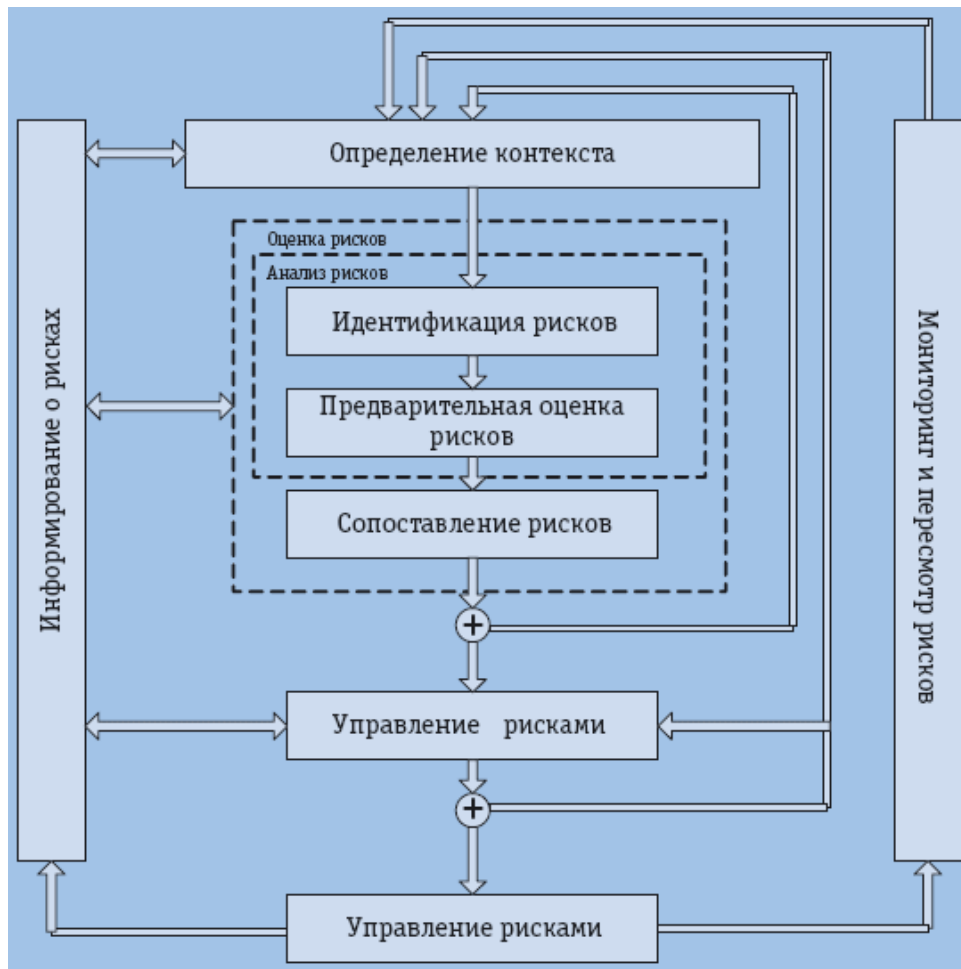 Определение контекста
Оценка рисков
Анализ рисков
Идентификация рисков
Предварительная оценка
рисков
Сопоставление рисков
+
Управление рисками
+
Управление рисками
Информирование о рисках
Мониторинг и пересмотр рисков